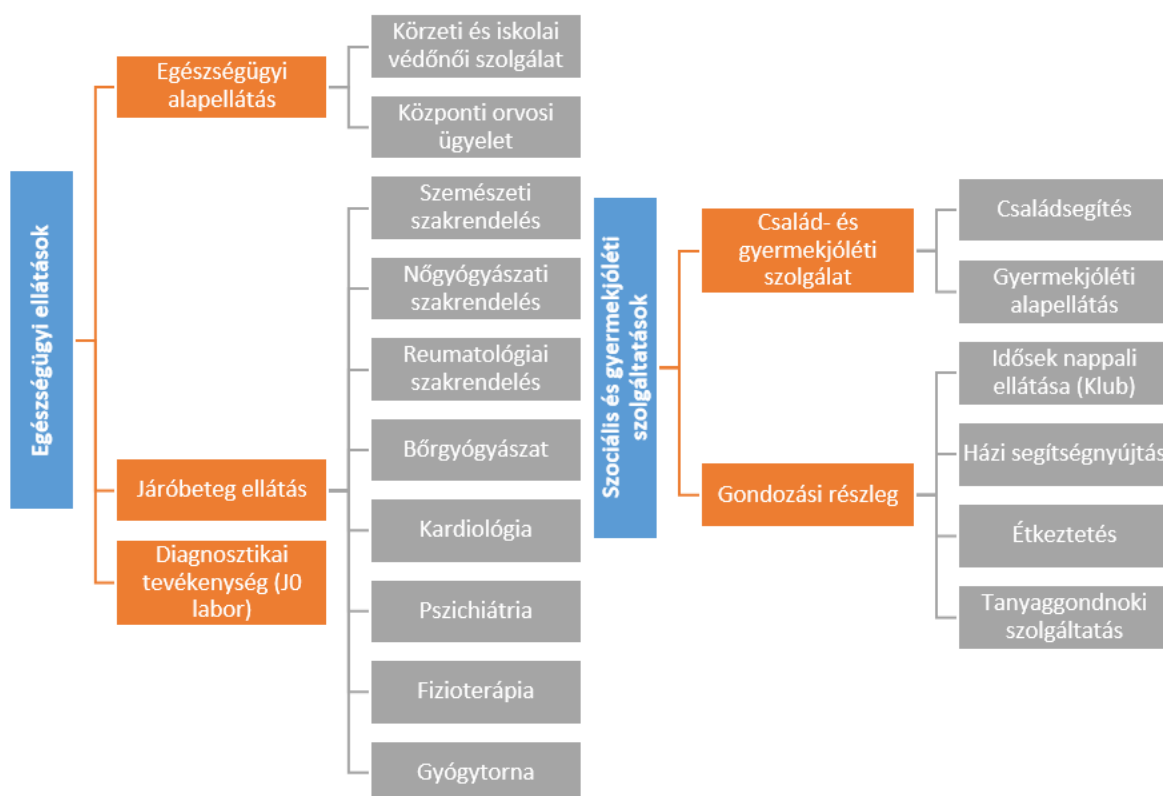 Egészségügyi ellátások
Egészségügyi
alapellátás
Körzeti és iskolai
védőnői szolgálat
Központi orvosi
ügyelet
Járóbeteg ellátás
Szemészeti
szakrendelés
Nőgyógyászati
szakrendelés
Reumatológiai
szakrendelés
Bőrgyógyászat
Kardiológia
Pszichiátria
Fizioterápia
Gyógytorna
Diagnosztikai
tevékenység (J0
labor)
Szociális és gyermekjóléti
szolgáltatások
Család- és
gyermekjóléti
szolgálat
Családsegítés
Gyermekjóléti
alapellátás
Gondozási részleg
Idősek nappali
ellátása (Klub)
Házi segítségnyújtás
Étkeztetés
Tanyaggondnoki
szolgáltatás